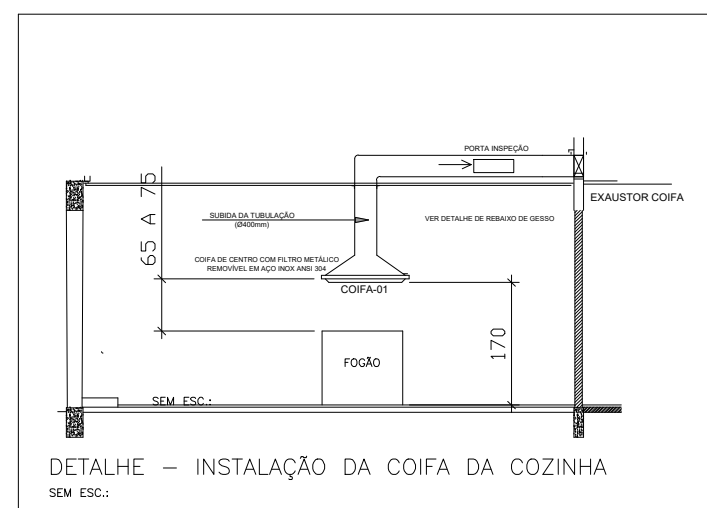 PORTA INSPEÇÃO
EXAUSTOR COIFA
65 A 75
SUBIDA DA TUBULAÇÃO
(Ø400mm)
VER DETALHE DE REBAIXO DE GESSO
COIFA DE CENTRO COM FILTRO METÁLICO
REMOVÍVEL EM AÇO INOX ANSI 304
COIFA-01
170
FOGÃO
SEM ESC.:
DETALHE – INSTALAÇÃO DA COIFA DA COZINHA
SEM ESC.: